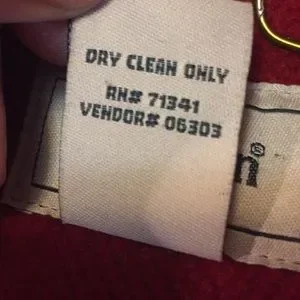 DRY CLEAN ONLY
RN# 71341
VENDOR# 06303